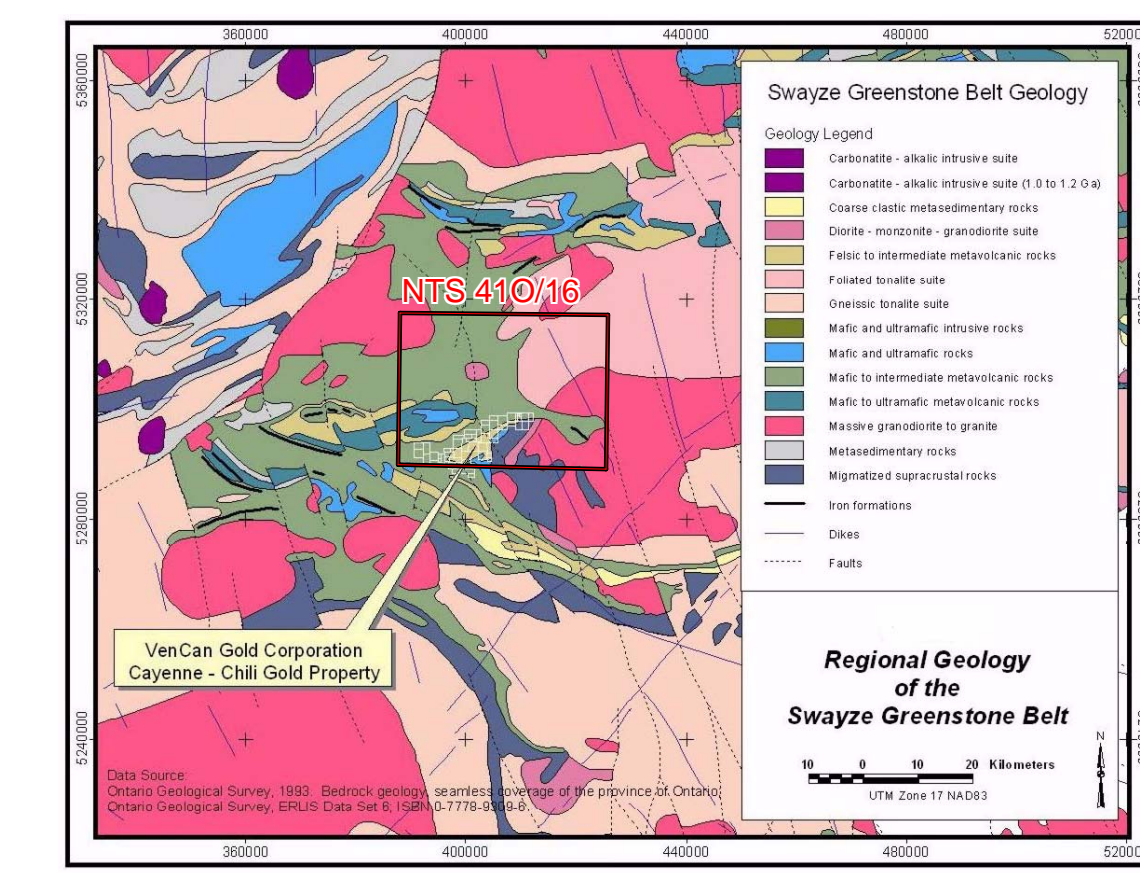 360000 400000 440000 480000 52000
5360000
5320000
5280000
5240000
Swayze Greenstone Belt Geology
Geology Legend
Carbonatite - alkalic intrusive suite
Carbonatite - alkalic intrusive suite (1.0 to 1.2 Ga)
Coarse clastic metasedimentary rocks
Diorite - monzonite - granodiorite suite
Felsic to intermediate metavolcanic rocks
Foliated tonalite suite
Gneissic tonalite suite
Mafic and ultramafic intrusive rocks
Mafic and ultramafic rocks
Mafic to intermediate metavolcanic rocks
Mafic to ultramafic metavolcanic rocks
Massive granodiorite to granite
Metasedimentary rocks
Migmatized supracrustal rocks
Iron formations
Dikes
Faults
NTS 41O/16
VenCan Gold Corporation
Cayenne - Chili Gold Property
Regional Geology
of the
Swayze Greenstone Belt
10 0 10 20 Kilometers
UTM Zone 17 NAD83
N
Data Source:
Ontario Geological Survey, 1993. Bedrock geology, seamless coverage of the province of Ontario,
Ontario Geological Survey, ERLIS Data Set 6, ISBN 0-7778-9309-6.
360000 400000 440000 480000 52000